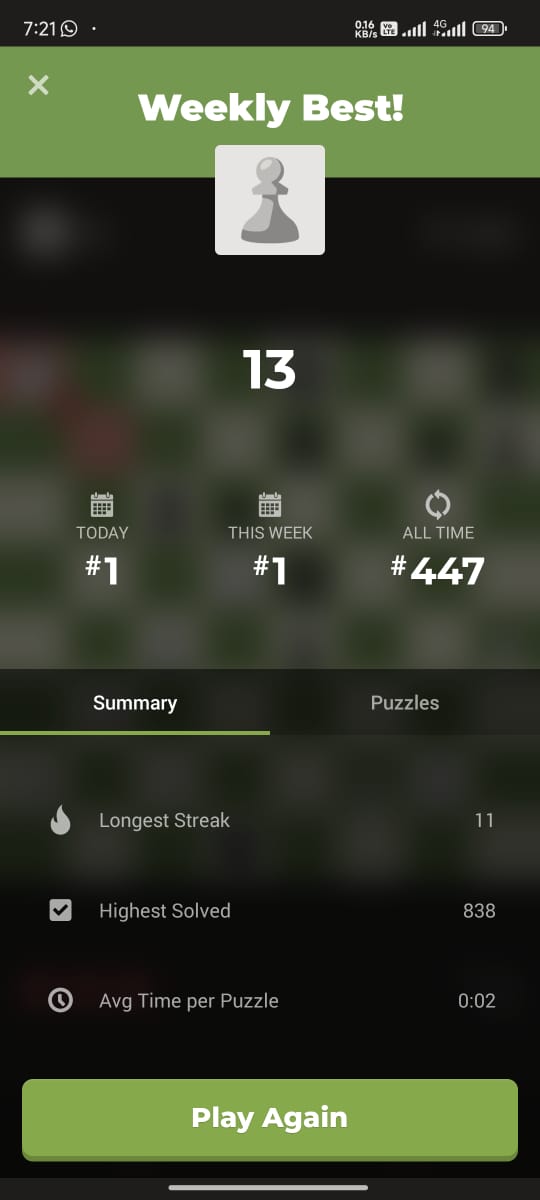 7:21
0.16 KB/s Vo LTE 4G 94
Weekly Best!
13
TODAY THIS WEEK ALL TIME
#1 #1 #447
Summary Puzzles
Longest Streak 11
Highest Solved 838
Avg Time per Puzzle 0:02
Play Again